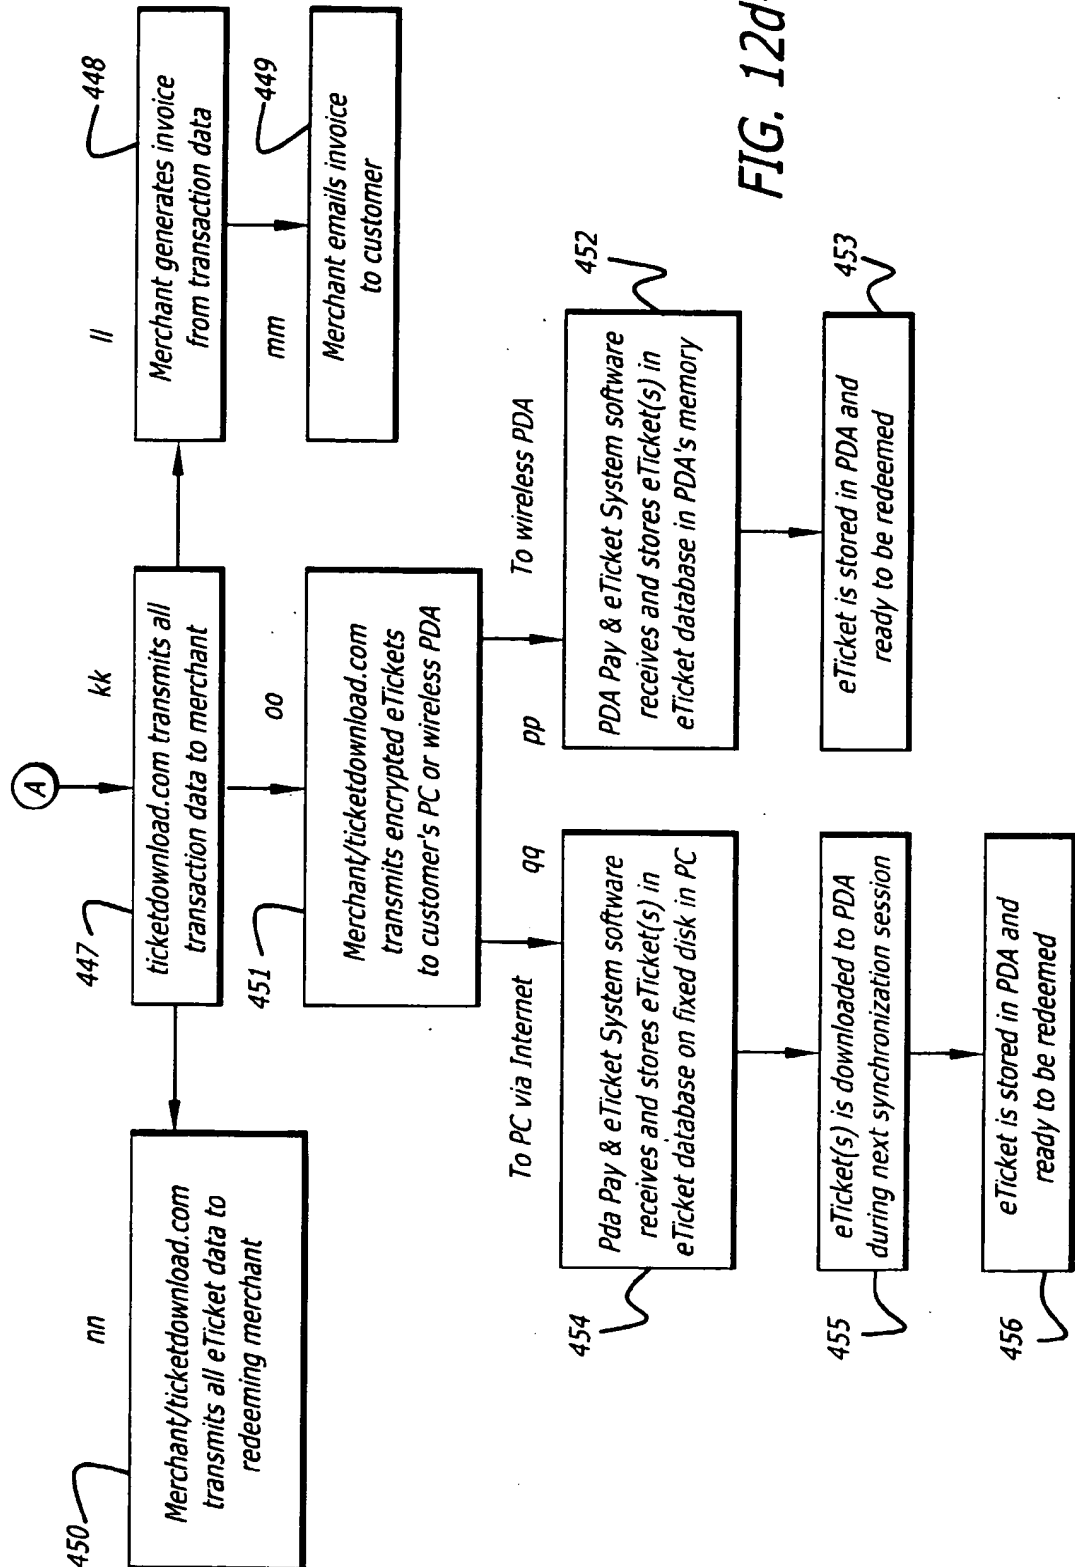 A
kk
447
ticketdownload.com transmits all
transaction data to merchant
ll
448
Merchant generates invoice
from transaction data
mm
449
Merchant emails invoice
to customer
nn
450
Merchant/ticketdownload.com
transmits all eTicket data to
redeeming merchant
oo
451
Merchant/ticketdownload.com
transmits encrypted eTickets
to customer's PC or wireless PDA
To PC via Internet
qq
pp
To wireless PDA
454
Pda Pay & eTicket System software
receives and stores eTicket(s) in
eTicket database on fixed disk in PC
452
PDA Pay & eTicket System software
receives and stores eTicket(s) in
eTicket database in PDA's memory
455
eTicket(s) is downloaded to PDA
during next synchronization session
453
eTicket is stored in PDA and
ready to be redeemed
456
eTicket is stored in PDA and
ready to be redeemed
FIG. 12d